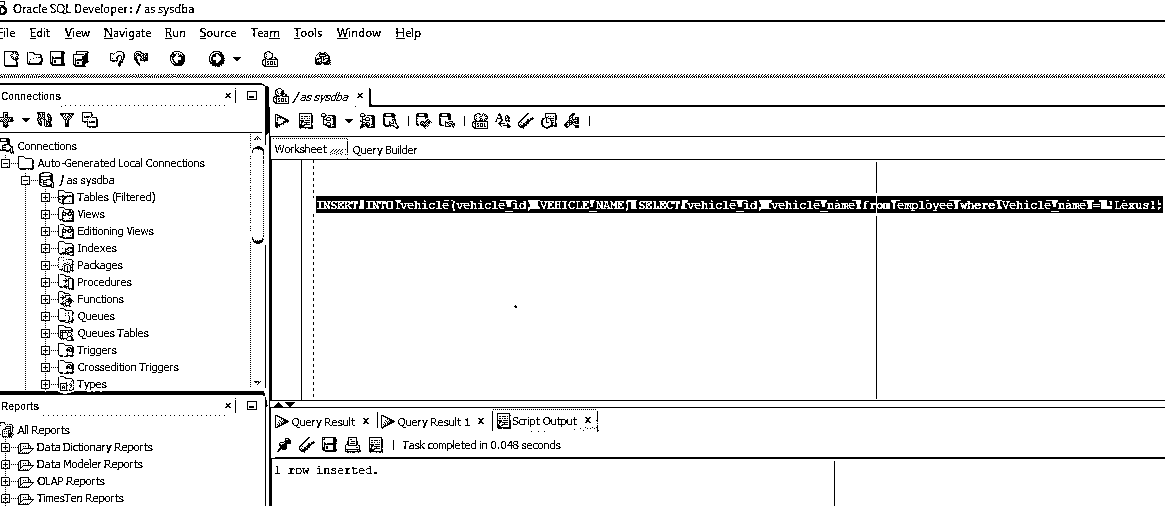 Oracle SQL Developer : / as sysdba
File Edit View Navigate Run Source Team Tools Window Help
Connections
/ as sysdba
Worksheet Query Builder
Connections
Auto-Generated Local Connections
/ as sysdba
Tables (Filtered)
Views
Editioning Views
Indexes
Packages
Procedures
Functions
Queues
Queues Tables
Triggers
Crossedition Triggers
Types
INSERT INTO vehicle (vehicle_id, VEHICLE_NAME) SELECT vehicle_id, vehicle_name from employee where Vehicle_name = 'Lexus';
Reports
All Reports
Data Dictionary Reports
Data Modeler Reports
OLAP Reports
TimesTen Reports
Query Result Query Result 1 Script Output
Task completed in 0.048 seconds
1 row inserted.